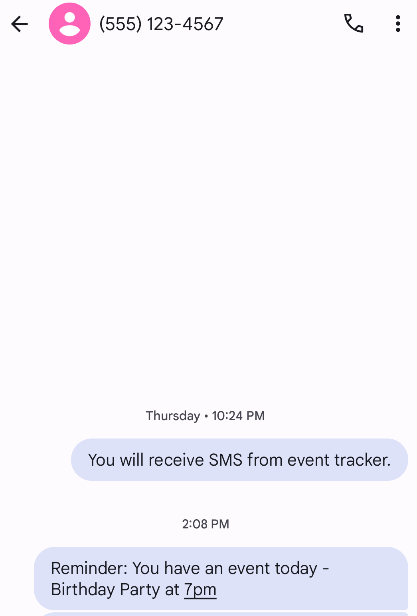 (555) 123-4567
Thursday • 10:24 PM
You will receive SMS from event tracker.
2:08 PM
Reminder: You have an event today -
Birthday Party at 7pm